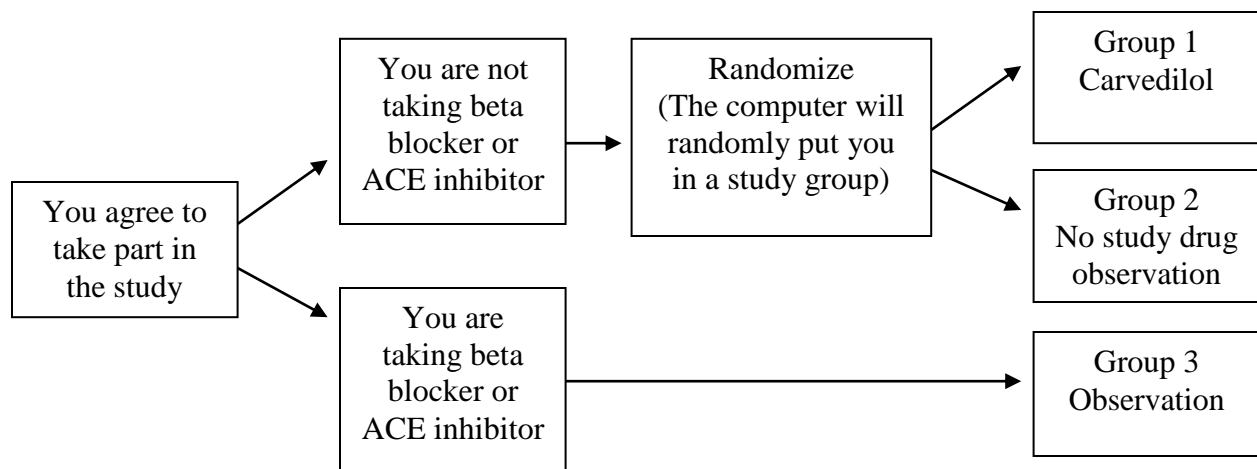 You agree to
take part in
the study
You are not
taking beta
blocker or
ACE inhibitor
Randomize
(The computer will
randomly put you
in a study group)
Group 1
Carvedilol
Group 2
No study drug
observation
You are
taking beta
blocker or
ACE inhibitor
Group 3
Observation